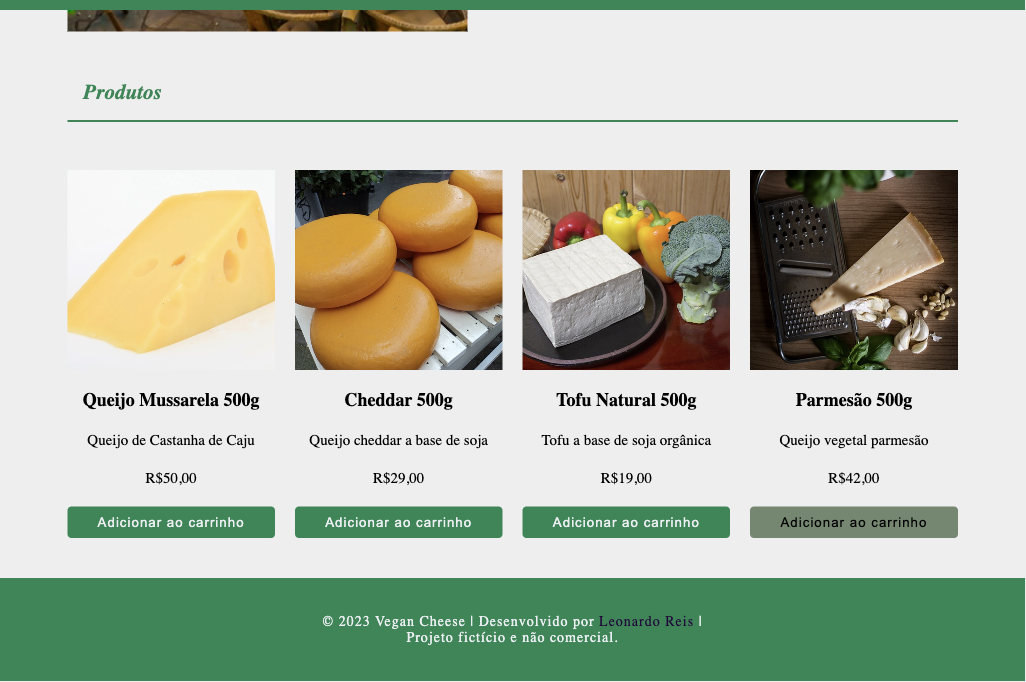 Produtos
Queijo Mussarela 500g
Queijo de Castanha de Caju
R$50,00
Adicionar ao carrinho
Cheddar 500g
Queijo cheddar a base de soja
R$29,00
Adicionar ao carrinho
Tofu Natural 500g
Tofu a base de soja orgânica
R$19,00
Adicionar ao carrinho
Parmesão 500g
Queijo vegetal parmesão
R$42,00
Adicionar ao carrinho
© 2023 Vegan Cheese | Desenvolvido por Leonardo Reis |
Projeto fictício e não comercial.